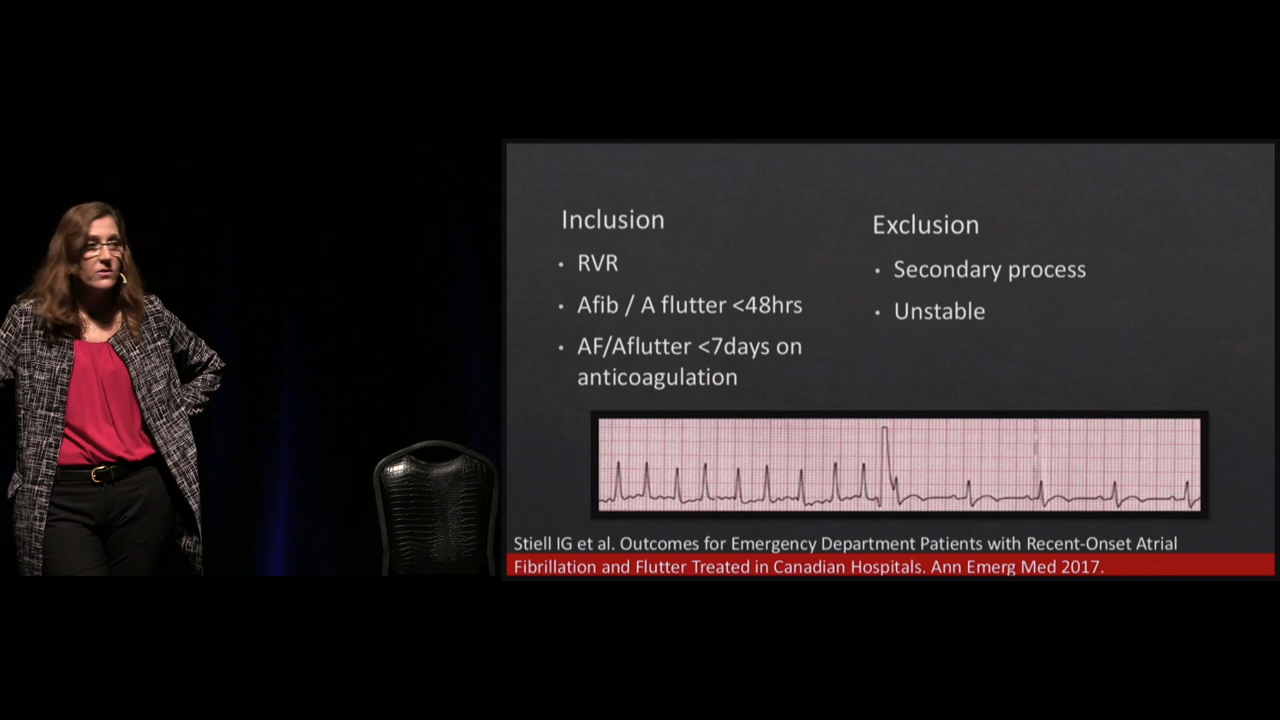 Inclusion
• RVR
• Afib / A flutter <48hrs
• AF/Aflutter <7days on
anticoagulation
Exclusion
• Secondary process
• Unstable
Stiell IG et al. Outcomes for Emergency Department Patients with Recent-Onset Atrial
Fibrillation and Flutter Treated in Canadian Hospitals. Ann Emerg Med 2017.